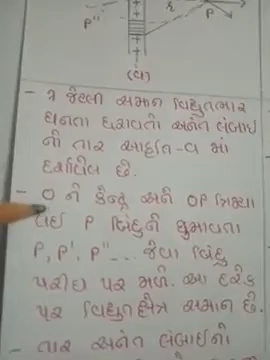 P"
r
P
(બ)
- λ જેટલી સમાન વિદ્યુતભાર
ઘનતા ધરાવતો અનંત લંબાઈ
નો તાર આકૃતિ-બ માં
દર્શાવેલ છે.
- O ને કેન્દ્ર અને OP ત્રિજ્યા
લઈ P બિંદુને ઘુમાવતા
P, P', P" ... જેવા બિંદુ
પરીઘ પર મળે. આ દરેક
પર વિદ્યુતક્ષેત્ર સમાન છે.
- તાર અનંત લંબાઈનો